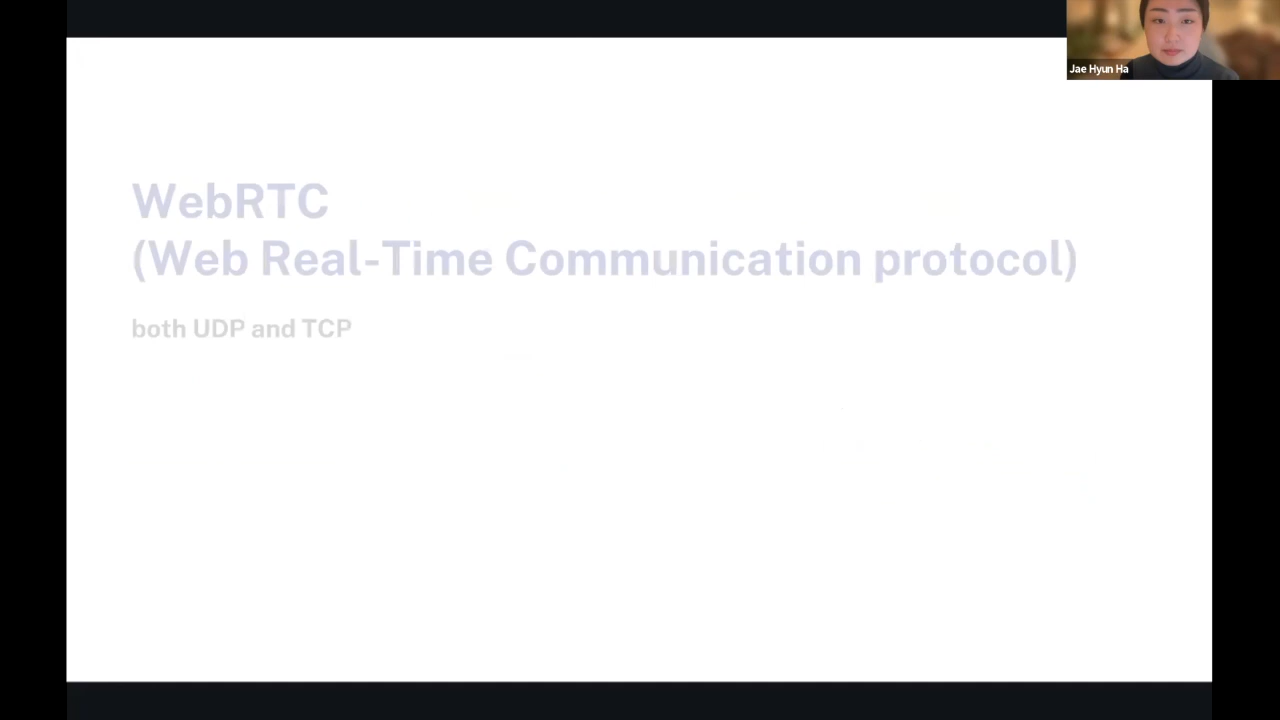 Jae Hyun Ha
WebRTC
(Web Real-Time Communication protocol)
both UDP and TCP